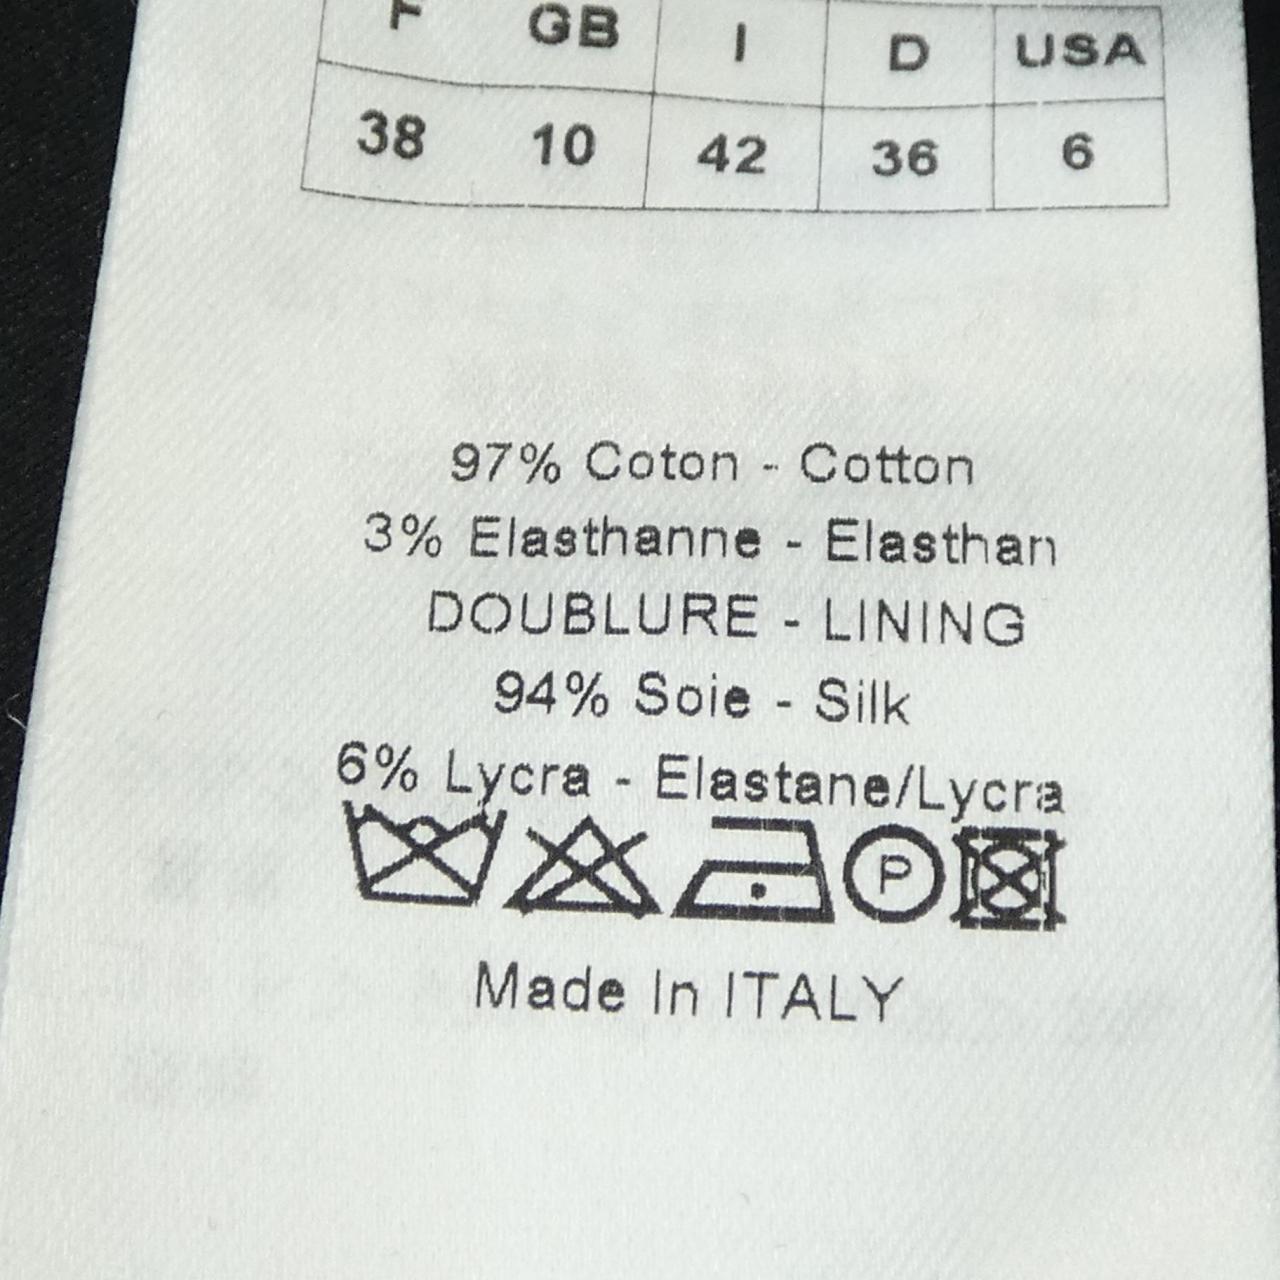 F GB I D USA
38 10 42 36 6
97% Coton - Cotton
3% Elasthanne - Elasthan
DOUBLURE - LINING
94% Soie - Silk
6% Lycra - Elastane/Lycra
P
Made In ITALY